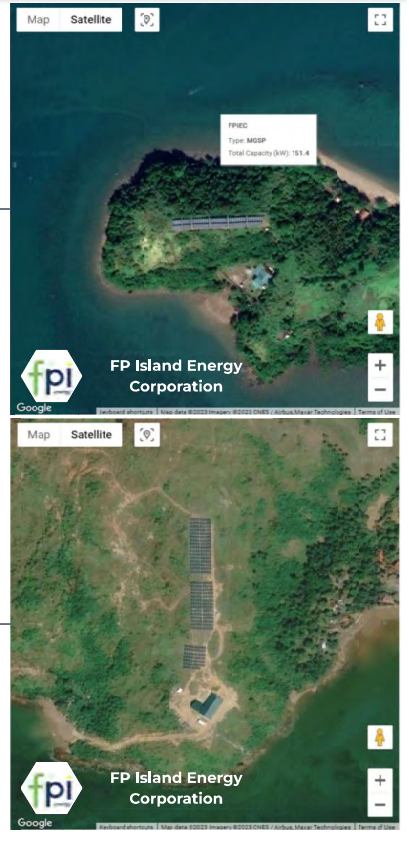 Map Satellite
FPIEC
Type: MGSP
Total Capacity (kW): 151.4
fpi
energy
FP Island Energy
Corporation
Google
Keyboard shortcuts Map data ©2023 Imagery ©2023 CNES / Airbus, Maxar Technologies Terms of Use
Map Satellite
fpi
energy
FP Island Energy
Corporation
Google
Keyboard shortcuts Map data ©2023 Imagery ©2023 CNES / Airbus, Maxar Technologies Terms of Use